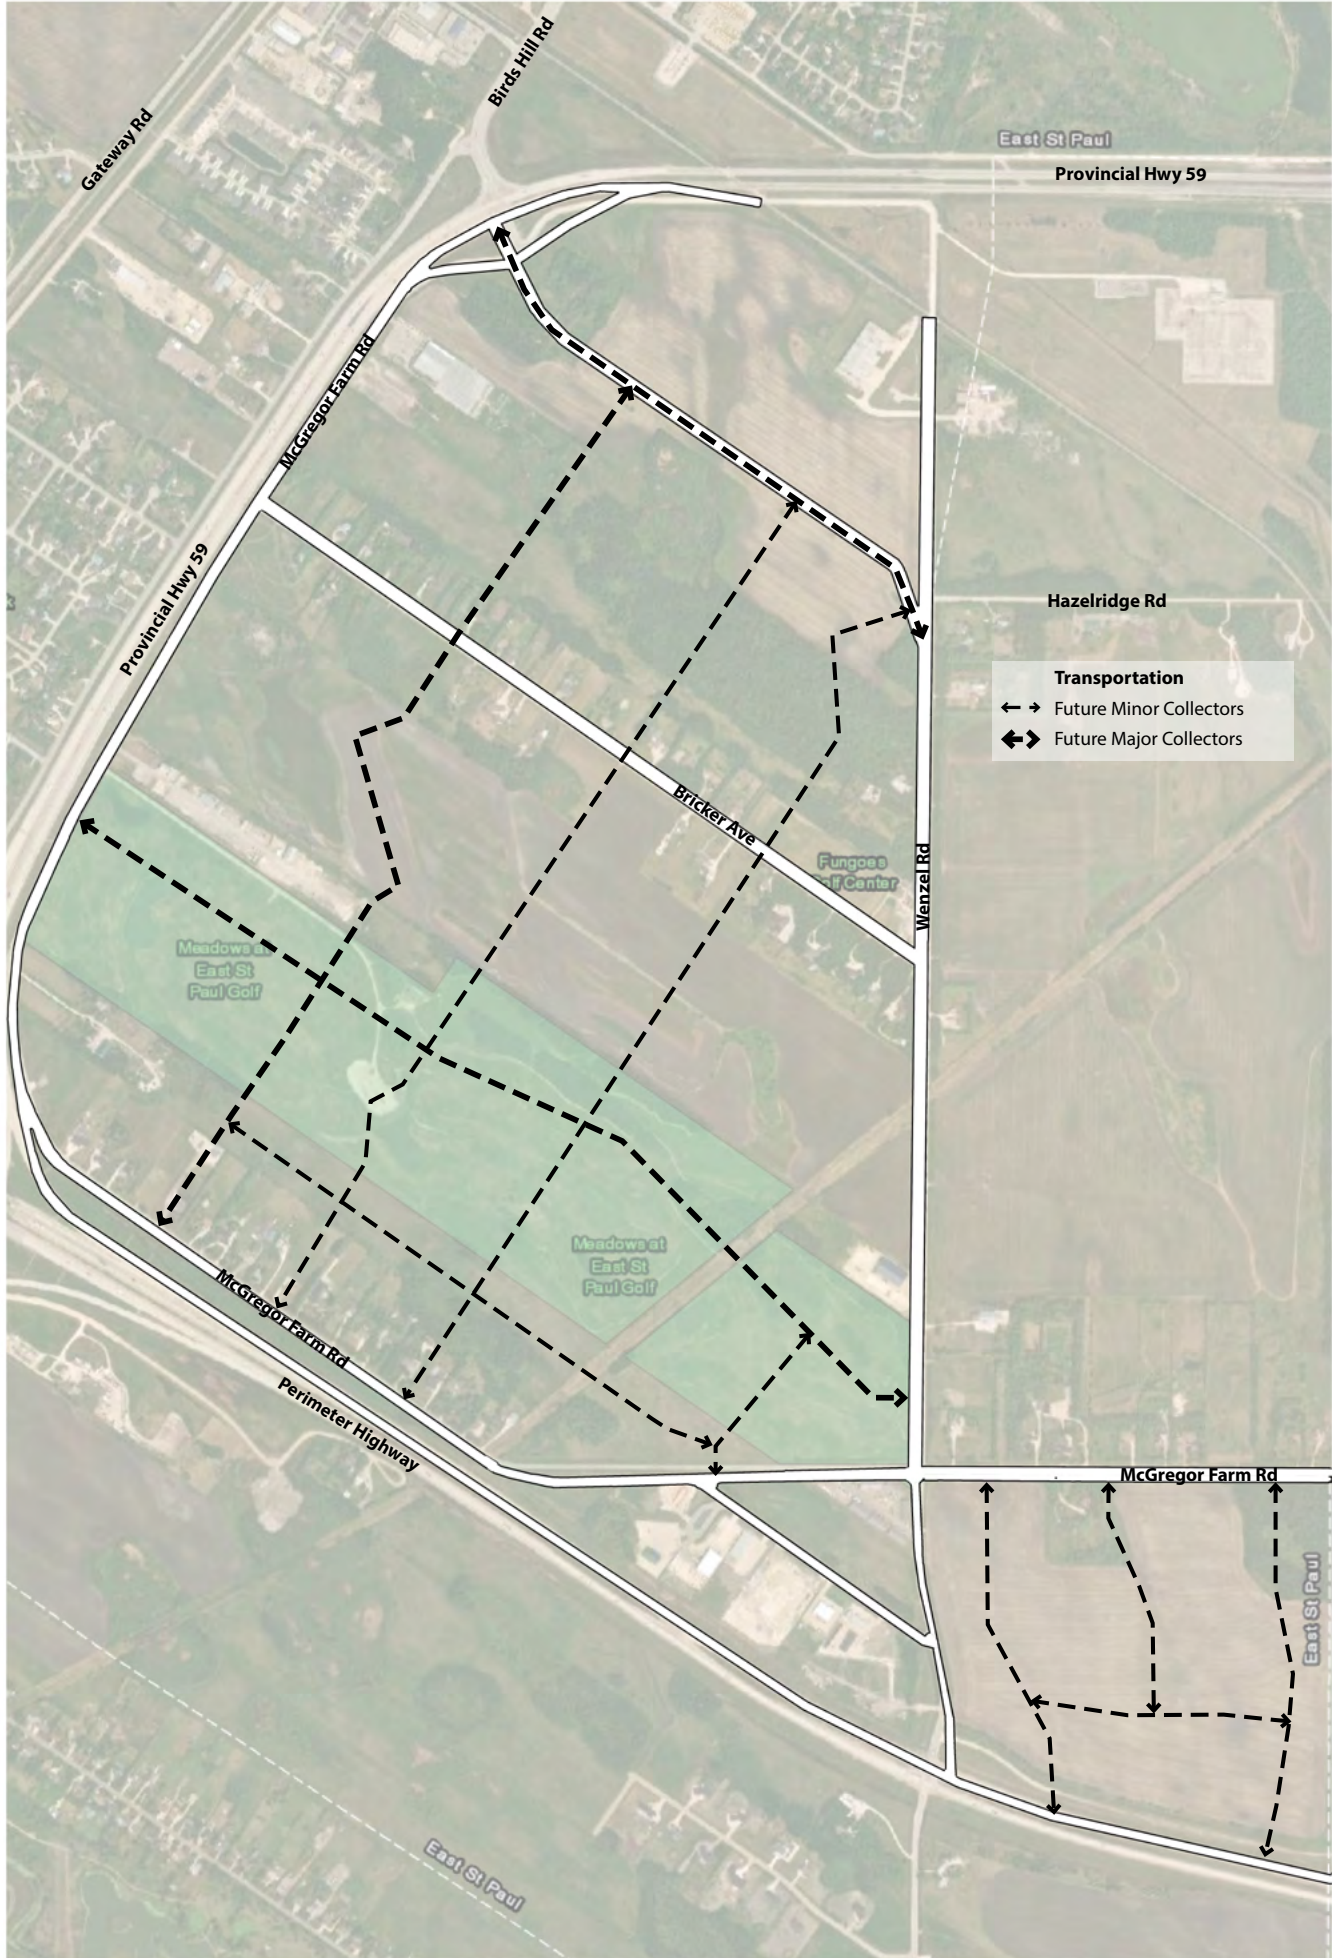 Birds Hill Rd
Gateway Rd
East St Paul
Provincial Hwy 59
McGregor Farm Rd
Provincial Hwy 59
Hazelridge Rd
Transportation
Future Minor Collectors
Future Major Collectors
Bricker Ave
Fungoes
Golf Center
Wenzel Rd
Meadows at
East St
Paul Golf
Meadows at
East St
Paul Golf
McGregor Farm Rd
Perimeter Highway
McGregor Farm Rd
East St Paul
East St Paul